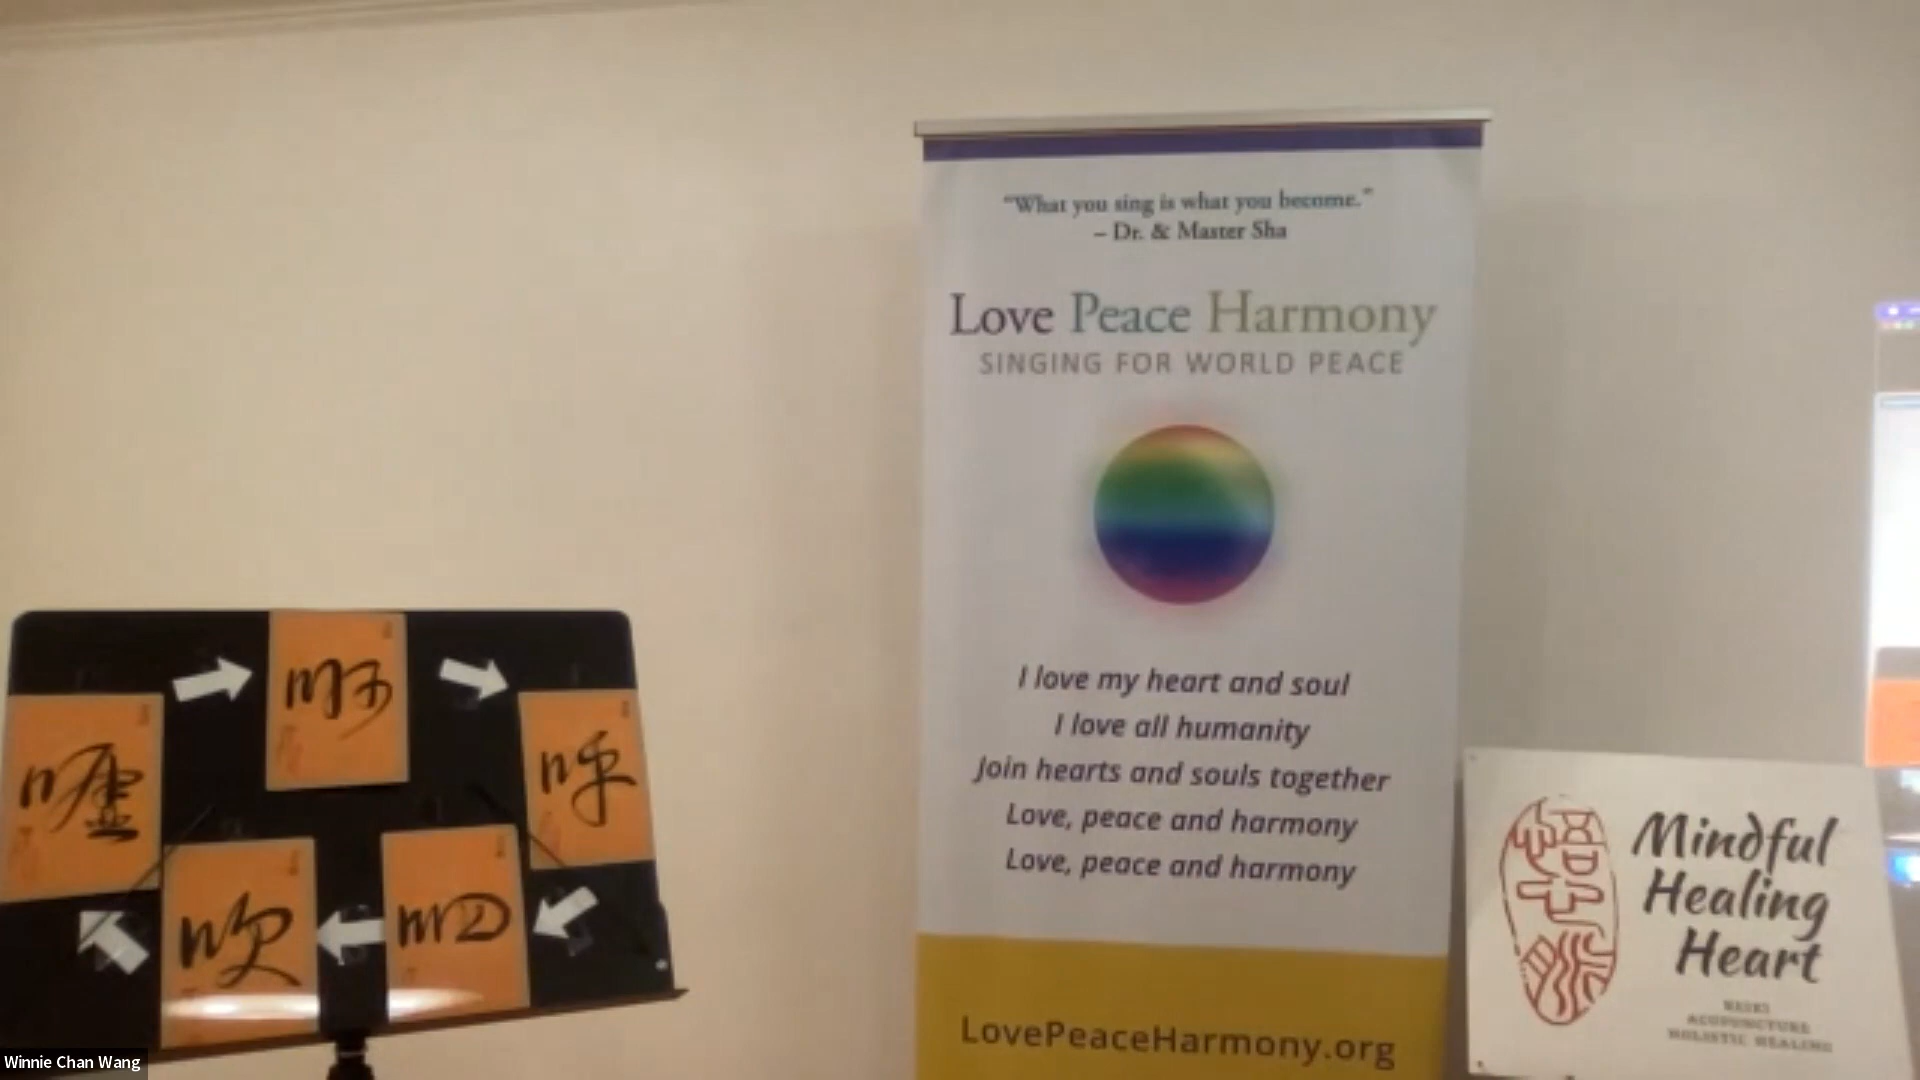 “What you sing is what you become.”
– Dr. & Master Sha
Love Peace Harmony
SINGING FOR WORLD PEACE
I love my heart and soul
I love all humanity
Join hearts and souls together
Love, peace and harmony
Love, peace and harmony
LovePeaceHarmony.org
嘘
呼
吹
呬
Mindful
Healing
Heart
ACUPUNCTURE
HOLISTIC HEALING
Winnie Chan Wang